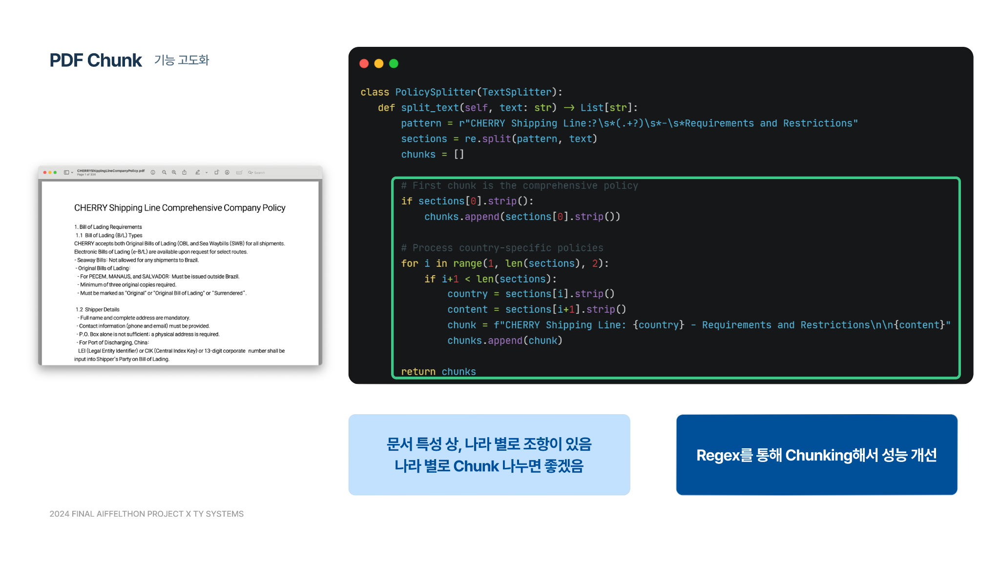 PDF Chunk 기능 고도화
CHERRYShippingLineCompanyPolicy.pdf
Page 1 of 334
Search
CHERRY Shipping Line Comprehensive Company Policy
1. Bill of Lading Requirements
1.1 Bill of Lading (B/L) Types
CHERRY accepts both Original Bills of Lading (OBL and Sea Waybills (SWB) for all shipments.
Electronic Bills of Lading (e-B/L) are available upon request for select routes.
- Seaway Bills: Not allowed for any shipments to Brazil.
- Original Bills of Lading:
- For PECEM, MANAUS, and SALVADOR: Must be issued outside Brazil.
- Minimum of three original copies required.
- Must be marked as "Original" or "Original Bill of Lading" or "Surrendered".
1.2 Shipper Details
- Full name and complete address are mandatory.
- Contact information (phone and email) must be provided.
- P.O. Box alone is not sufficient; a physical address is required.
- For Port of Discharging, China:
LEI (Legal Entity Identifier) or CIK (Central Index Key) or 13-digit corporate number shall be
input into Shipper's Party on Bill of Lading.
class PolicySplitter(TextSplitter):
def split_text(self, text: str) -> List[str]:
pattern = r"CHERRY Shipping Line:?\s*(.+?)\s*-\s*Requirements and Restrictions"
sections = re.split(pattern, text)
chunks = []
# First chunk is the comprehensive policy
if sections[0].strip():
chunks.append(sections[0].strip())
# Process country-specific policies
for i in range(1, len(sections), 2):
if i+1 < len(sections):
country = sections[i].strip()
content = sections[i+1].strip()
chunk = f"CHERRY Shipping Line: {country} - Requirements and Restrictions\n\n{content}"
chunks.append(chunk)
return chunks
문서 특성 상, 나라 별로 조항이 있음
나라 별로 Chunk 나누면 좋겠음
Regex를 통해 Chunking해서 성능 개선
2024 FINAL AIFFELTHON PROJECT X TY SYSTEMS